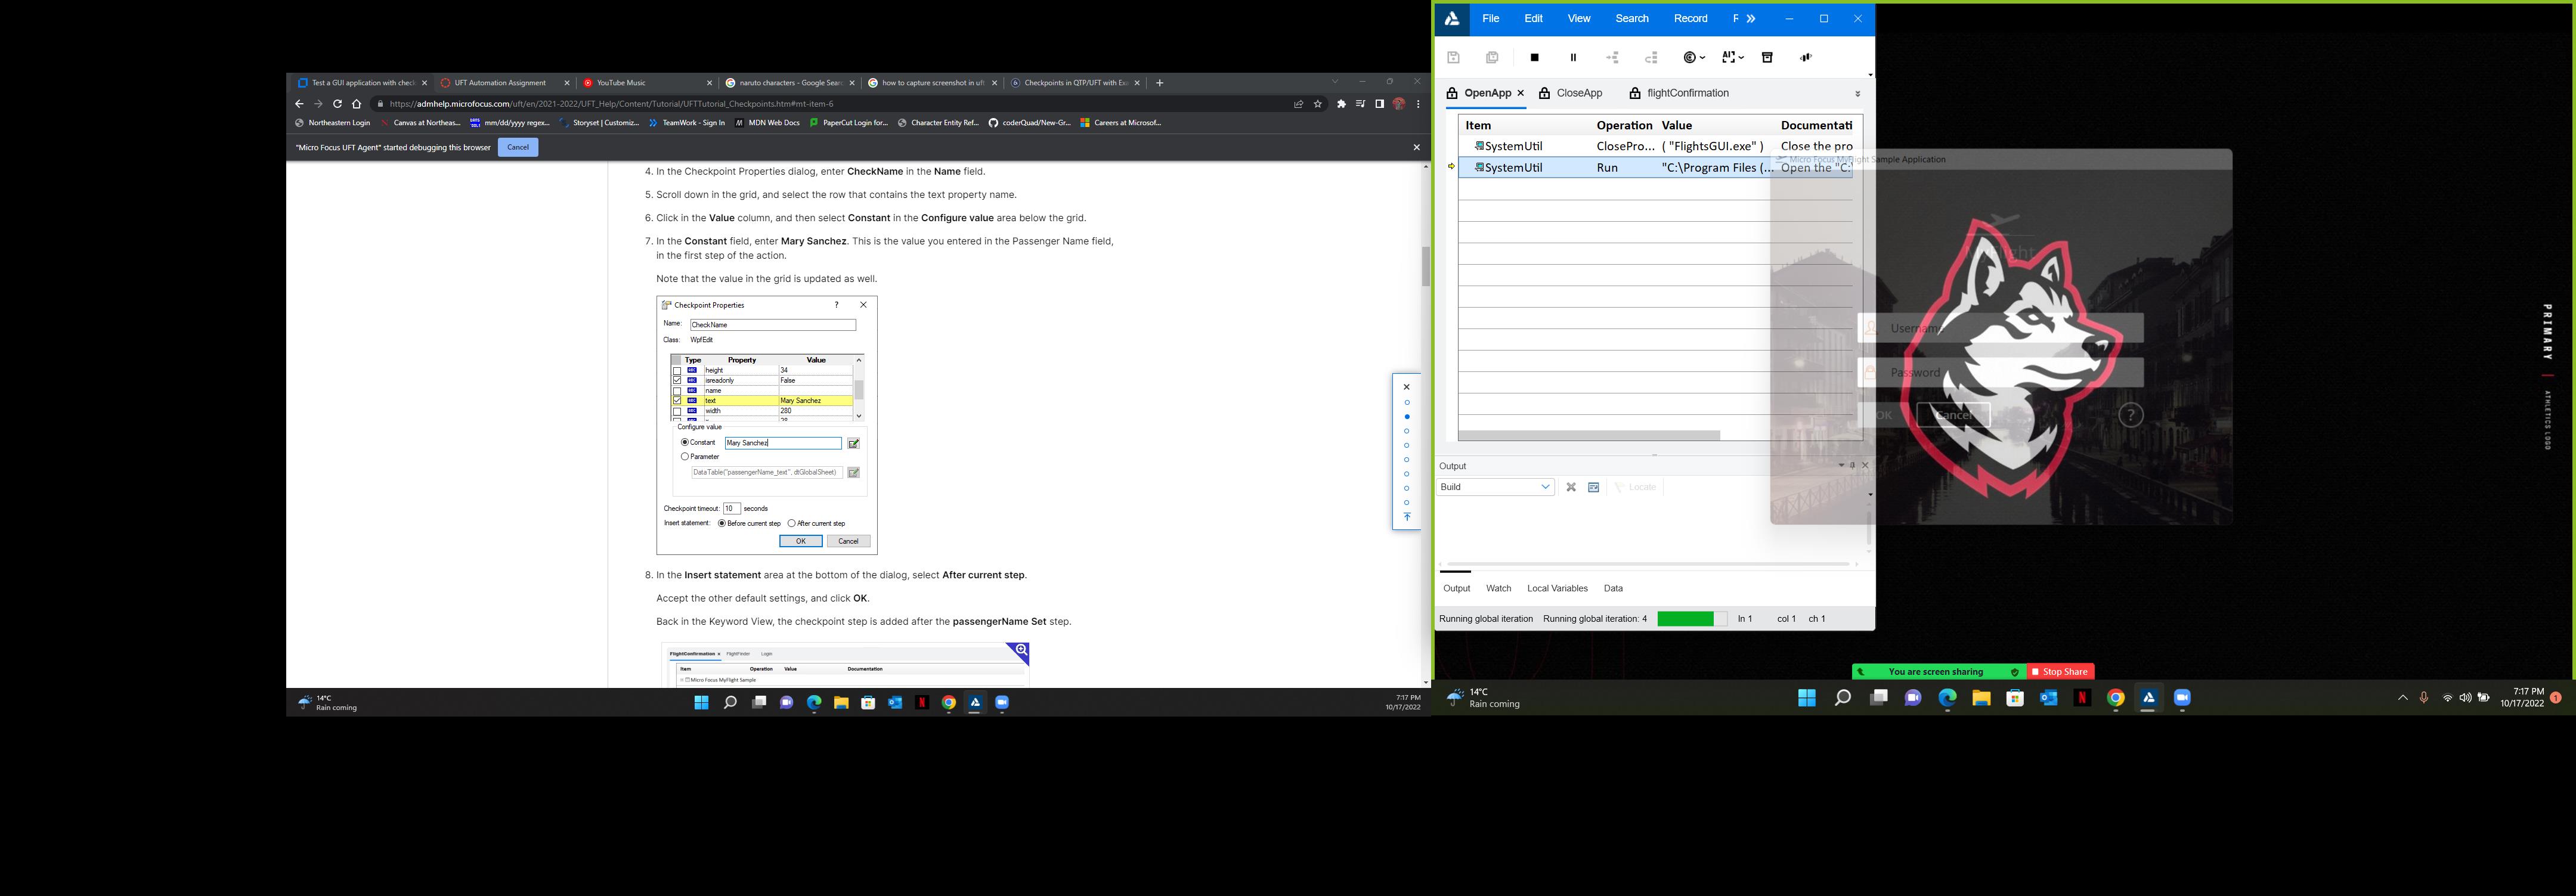 Test a GUI application with check
UFT Automation Assignment
YouTube Music
naruto characters - Google Sear
how to capture screenshot in uft
Checkpoints in QTP/UFT with Exa
https://admhelp.microfocus.com/uft/en/2021-2022/UFT_Help/Content/Tutorial/UFTTutorial_Checkpoints.htm#mt-item-6
Northeastern Login
Canvas at Northeas...
mm/dd/yyyy regex...
Storyset | Customiz...
TeamWork - Sign In
MDN Web Docs
PaperCut Login for...
Character Entity Ref...
coderQuad/New-Gr...
Careers at Microsof...
"Micro Focus UFT Agent" started debugging this browser
Cancel
4. In the Checkpoint Properties dialog, enter CheckName in the Name field.
5. Scroll down in the grid, and select the row that contains the text property name.
6. Click in the Value column, and then select Constant in the Configure value area below the grid.
7. In the Constant field, enter Mary Sanchez. This is the value you entered in the Passenger Name field,
in the first step of the action.
Note that the value in the grid is updated as well.
Checkpoint Properties ?
Name: CheckName
Class: WpfEdit
Type Property Value
height 34
isreadonly False
name
text Mary Sanchez
width 280
Configure value
Constant Mary Sanchez
Parameter
DataTable("passengerName_text", dtGlobalSheet)
Checkpoint timeout: 10 seconds
Insert statement: Before current step After current step
OK Cancel
8. In the Insert statement area at the bottom of the dialog, select After current step.
Accept the other default settings, and click OK.
Back in the Keyword View, the checkpoint step is added after the passengerName Set step.
FlightConfirmation FlightFinder Login
Item Operation Value Documentation
Micro Focus MyFlight Sample
14°C
Rain coming
7:17 PM
10/17/2022
File Edit View Search Record F
OpenApp CloseApp flightConfirmation
Item Operation Value Documentati
SystemUtil ClosePro... ( "FlightsGUI.exe" ) Close the pro
SystemUtil Run "C:\Program Files (... Open the "C:
Micro Focus MyFlight Sample Application
MyFlight
Username
Password
OK Cancel ?
Output
Build
Locate
Output Watch Local Variables Data
Running global iteration Running global iteration: 4 ln 1 col 1 ch 1
PRIMARY
ATHLETICS LOGO
You are screen sharing Stop Share
14°C
Rain coming
7:17 PM
10/17/2022
1